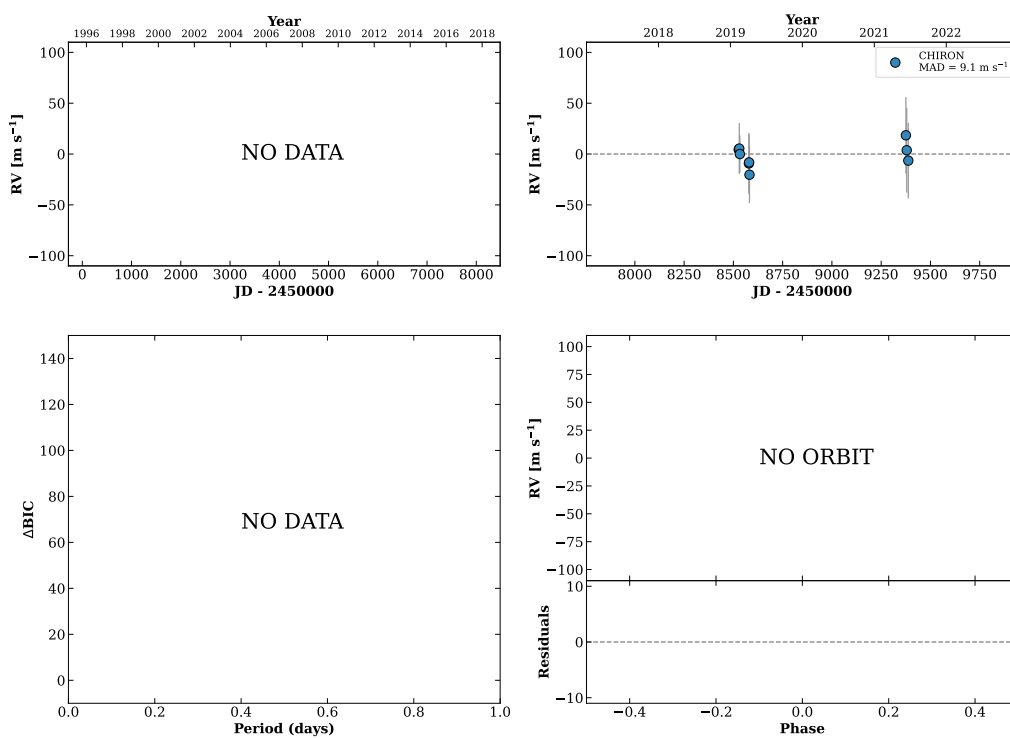 Year
1996 1998 2000 2002 2004 2006 2008 2010 2012 2014 2016 2018
100
50
0
−50
−100
RV [m s⁻¹]
NO DATA
0 1000 2000 3000 4000 5000 6000 7000 8000
JD - 2450000
Year
2018 2019 2020 2021 2022
CHIRON
MAD = 9.1 m s⁻¹
100
50
0
−50
−100
RV [m s⁻¹]
8000 8250 8500 8750 9000 9250 9500 9750
JD - 2450000
140
120
100
80
60
40
20
0
ΔBIC
NO DATA
0.0 0.2 0.4 0.6 0.8 1.0
Period (days)
100
75
50
25
0
−25
−50
−75
−100
RV [m s⁻¹]
NO ORBIT
10
0
−10
Residuals
−0.4 −0.2 0.0 0.2 0.4
Phase